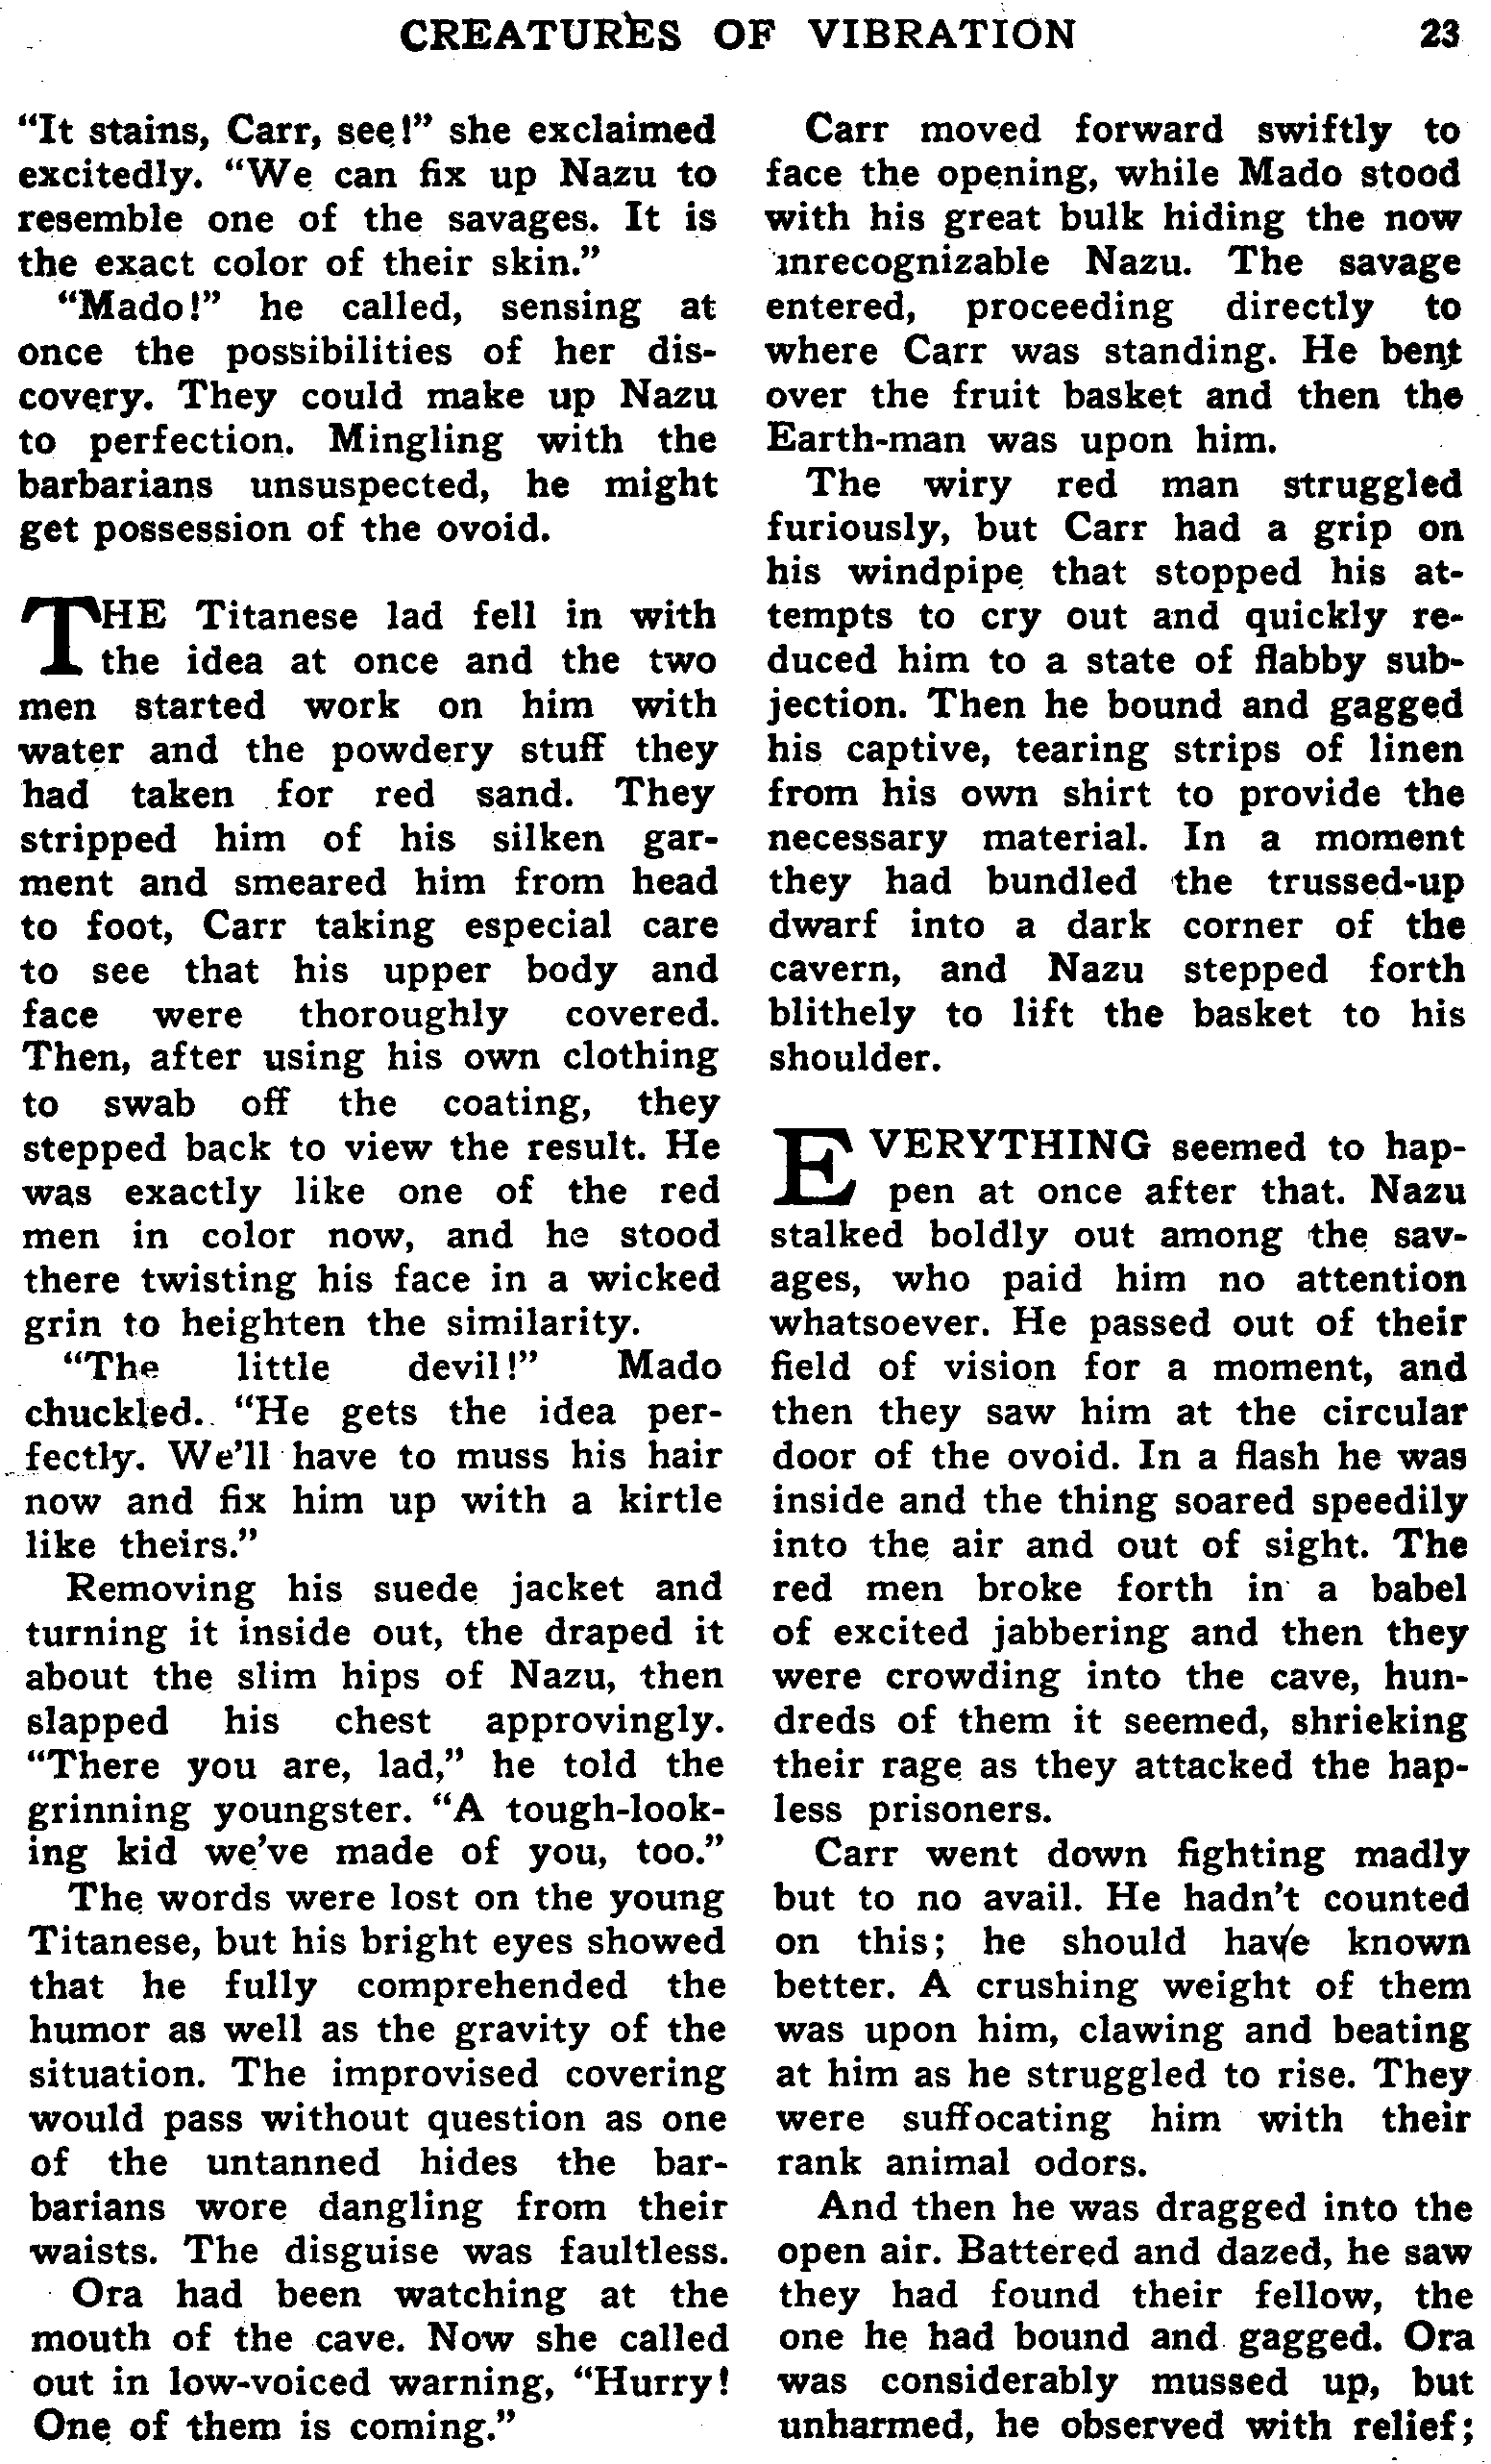 CREATURES OF VIBRATION 23
"It stains, Carr, see!" she exclaimed
excitedly. "We can fix up Nazu to
resemble one of the savages. It is
the exact color of their skin."
"Mado!" he called, sensing at
once the possibilities of her dis-
covery. They could make up Nazu
to perfection. Mingling with the
barbarians unsuspected, he might
get possession of the ovoid.
THE Titanese lad fell in with
the idea at once and the two
men started work on him with
water and the powdery stuff they
had taken for red sand. They
stripped him of his silken gar-
ment and smeared him from head
to foot, Carr taking especial care
to see that his upper body and
face were thoroughly covered.
Then, after using his own clothing
to swab off the coating, they
stepped back to view the result. He
was exactly like one of the red
men in color now, and he stood
there twisting his face in a wicked
grin to heighten the similarity.
"The little devil!" Mado
chuckled. "He gets the idea per-
fectly. We'll have to muss his hair
now and fix him up with a kirtle
like theirs."
Removing his suede jacket and
turning it inside out, the draped it
about the slim hips of Nazu, then
slapped his chest approvingly.
"There you are, lad," he told the
grinning youngster. "A tough-look-
ing kid we've made of you, too."
The words were lost on the young
Titanese, but his bright eyes showed
that he fully comprehended the
humor as well as the gravity of the
situation. The improvised covering
would pass without question as one
of the untanned hides the bar-
barians wore dangling from their
waists. The disguise was faultless.
Ora had been watching at the
mouth of the cave. Now she called
out in low-voiced warning, "Hurry!
One of them is coming."
Carr moved forward swiftly to
face the opening, while Mado stood
with his great bulk hiding the now
unrecognizable Nazu. The savage
entered, proceeding directly to
where Carr was standing. He bent
over the fruit basket and then the
Earth-man was upon him.
The wiry red man struggled
furiously, but Carr had a grip on
his windpipe that stopped his at-
tempts to cry out and quickly re-
duced him to a state of flabby sub-
jection. Then he bound and gagged
his captive, tearing strips of linen
from his own shirt to provide the
necessary material. In a moment
they had bundled the trussed-up
dwarf into a dark corner of the
cavern, and Nazu stepped forth
blithely to lift the basket to his
shoulder.
EVERYTHING seemed to hap-
pen at once after that. Nazu
stalked boldly out among the sav-
ages, who paid him no attention
whatsoever. He passed out of their
field of vision for a moment, and
then they saw him at the circular
door of the ovoid. In a flash he was
inside and the thing soared speedily
into the air and out of sight. The
red men broke forth in a babel
of excited jabbering and then they
were crowding into the cave, hun-
dreds of them it seemed, shrieking
their rage as they attacked the hap-
less prisoners.
Carr went down fighting madly
but to no avail. He hadn't counted
on this; he should have known
better. A crushing weight of them
was upon him, clawing and beating
at him as he struggled to rise. They
were suffocating him with their
rank animal odors.
And then he was dragged into the
open air. Battered and dazed, he saw
they had found their fellow, the
one he had bound and gagged. Ora
was considerably mussed up, but
unharmed, he observed with relief;